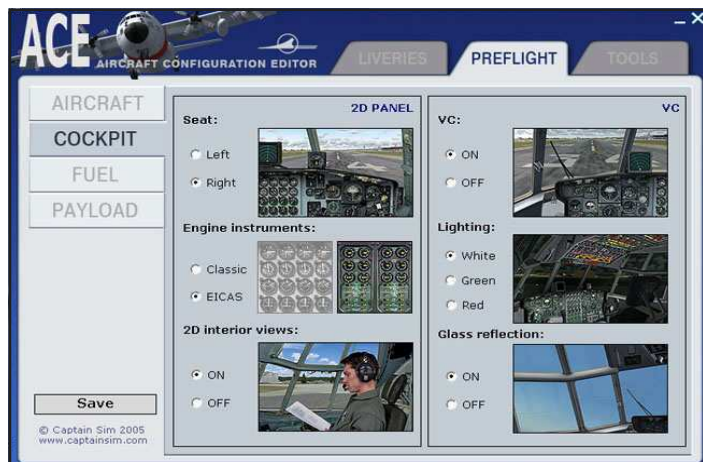 ACE
AIRCRAFT CONFIGURATION EDITOR
LIVERIES
PREFLIGHT
TOOLS
AIRCRAFT
COCKPIT
FUEL
PAYLOAD
Save
© Captain Sim 2005
www.captainsim.com
2D PANEL
Seat:
Left
Right
Engine instruments:
Classic
EICAS
2D interior views:
ON
OFF
VC
VC:
ON
OFF
Lighting:
White
Green
Red
Glass reflection:
ON
OFF